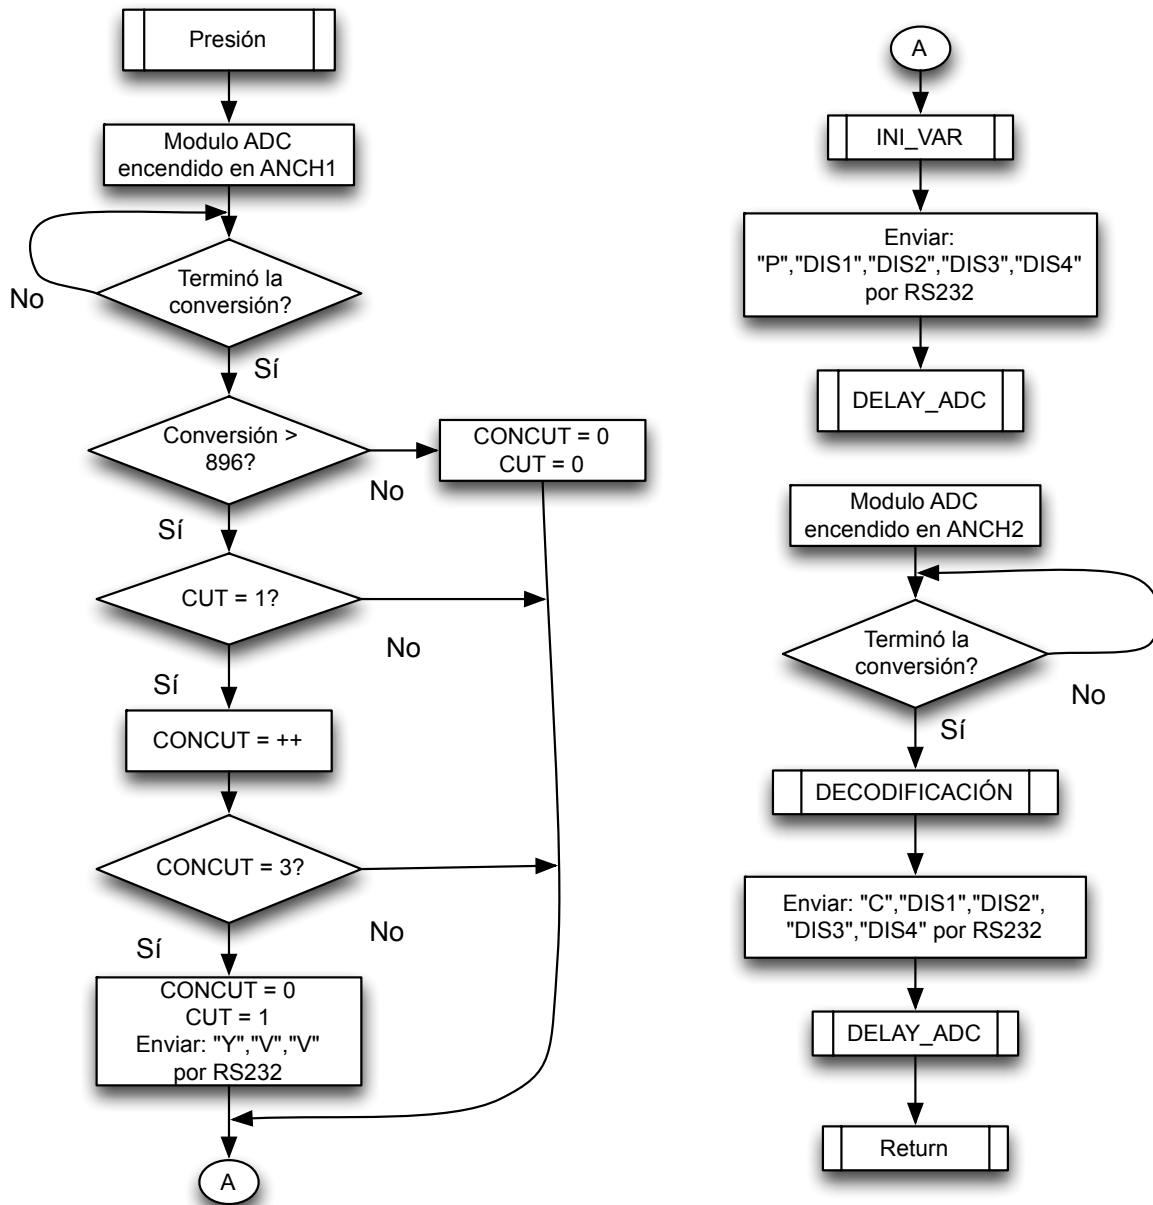 Presión
Modulo ADC
encendido en ANCH1
Terminó la
conversión?
No
Sí
Conversión >
896?
No
CONCUT = 0
CUT = 0
Sí
CUT = 1?
No
Sí
CONCUT = ++
CONCUT = 3?
No
Sí
CONCUT = 0
CUT = 1
Enviar: "Y","V","V"
por RS232
A
A
INI_VAR
Enviar:
"P","DIS1","DIS2","DIS3","DIS4"
por RS232
DELAY_ADC
Modulo ADC
encendido en ANCH2
Terminó la
conversión?
No
Sí
DECODIFICACIÓN
Enviar: "C","DIS1","DIS2",
"DIS3","DIS4" por RS232
DELAY_ADC
Return